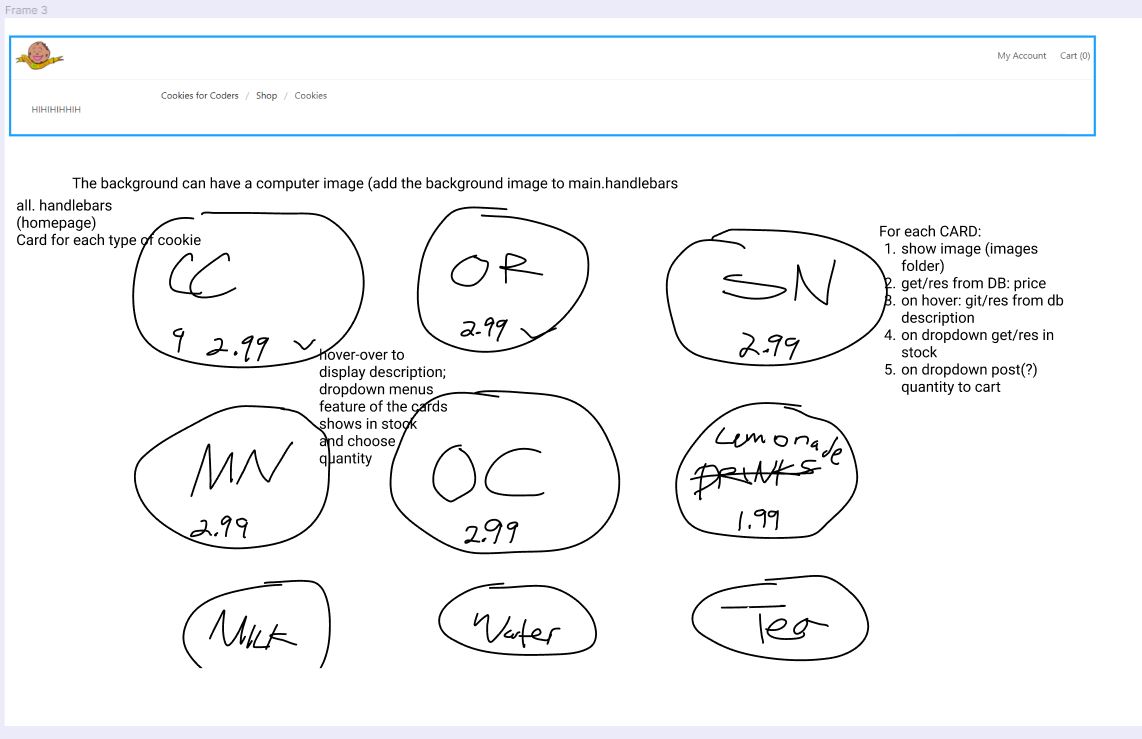 Frame 3
My Account Cart (0)
Cookies for Coders / Shop / Cookies
HIHIHIHHIH
The background can have a computer image (add the background image to main.handlebars
all. handlebars
(homepage)
Card for each type of cookie
CC
9 2.99
OR
2.99
SN
2.99
For each CARD:
1. show image (images
folder)
2. get/res from DB: price
3. on hover: git/res from db
description
4. on dropdown get/res in
stock
5. on dropdown post(?)
quantity to cart
hover-over to
display description;
dropdown menus
feature of the cards
shows in stock
and choose
quantity
MN
2.99
OC
2.99
Lemonade
DRINKS
1.99
Milk
Water
Tea